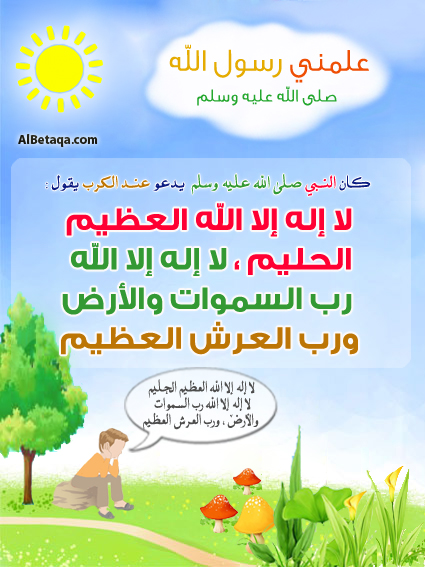 علمني رسول الله
صلى الله عليه وسلم
AlBetaqa.com
كان النبي صلى الله عليه وسلم يدعو عند الكرب يقول :
لا إله إلا الله العظيم
الحليم ، لا إله إلا الله
رب السموات والأرض
ورب العرش العظيم
لا إله إلا الله العظيم الحليم
لا إله إلا الله رب السموات
والأرض ، ورب العرش العظيم